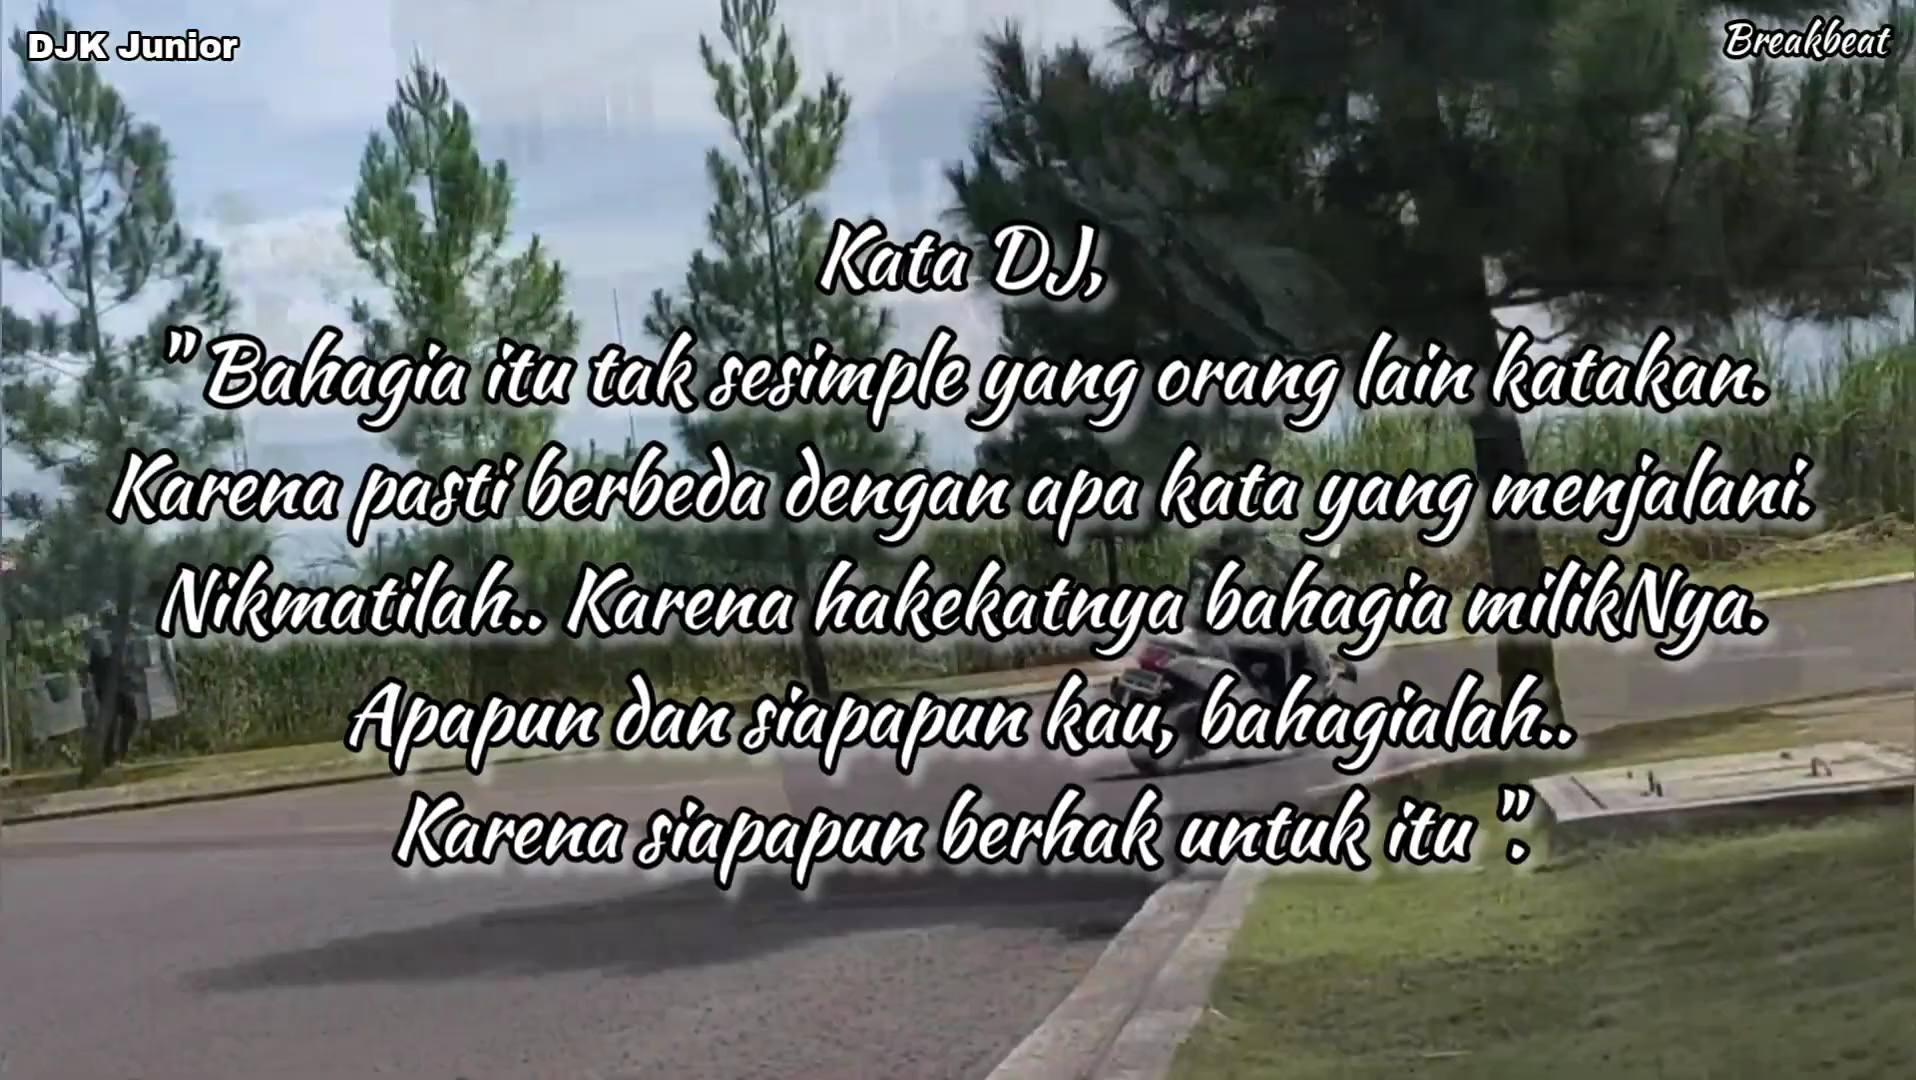 DJK Junior
Breakbeat
Kata DJ,
"Bahagia itu tak sesimple yang orang lain katakan.
Karena pasti berbeda dengan apa kata yang menjalani.
Nikmatilah.. Karena hakekatnya bahagia milikNya.
Apapun dan siapapun kau, bahagialah..
Karena siapapun berhak untuk itu ".